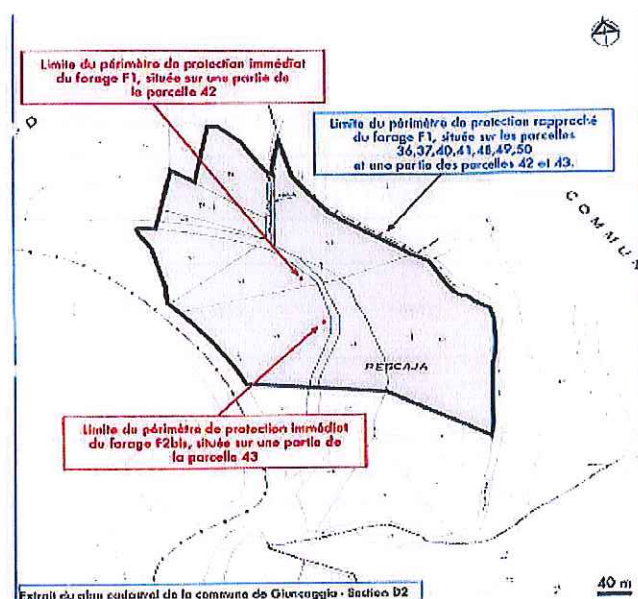 Limite du périmètre de protection immédiat
du forage F1, située sur une partie de
la parcelle 42
Limite du périmètre de protection rapproché
du forage F1, située sur les parcelles
36,37,40,41,48,49,50
et une partie des parcelles 42 et 43.
COMMUN
PERCAJA
Limite du périmètre de protection immédiat
du forage F2bis, située sur une partie de
la parcelle 43
Extrait du plan cadastral de la commune de Giuncaggio - Section D2
40 m